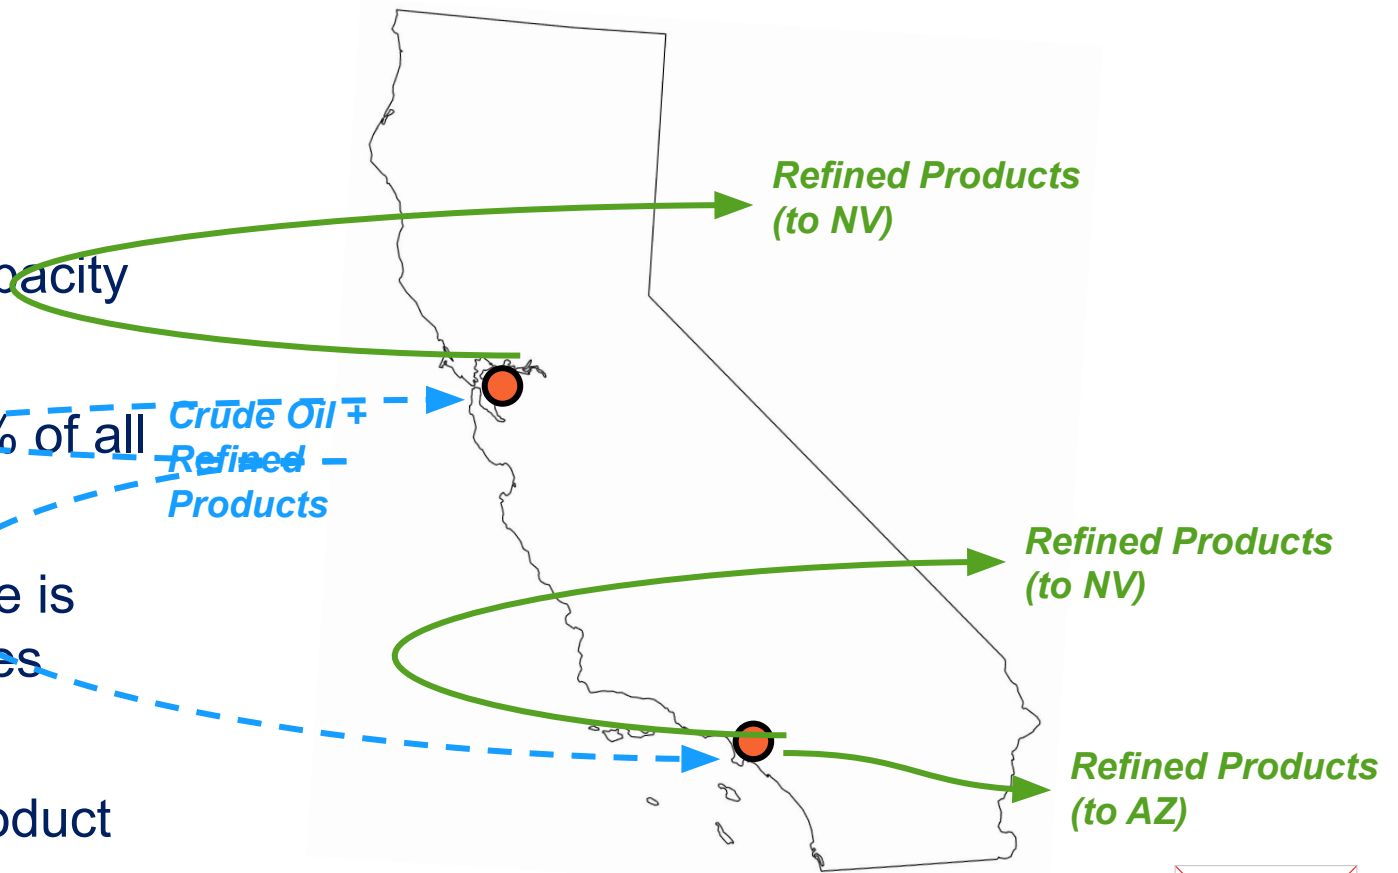 Refined Products
(to NV)
% of all
Crude Oil +
Refined
Products
Refined Products
(to NV)
e is
es
Refined Products
(to AZ)
oduct
pacity